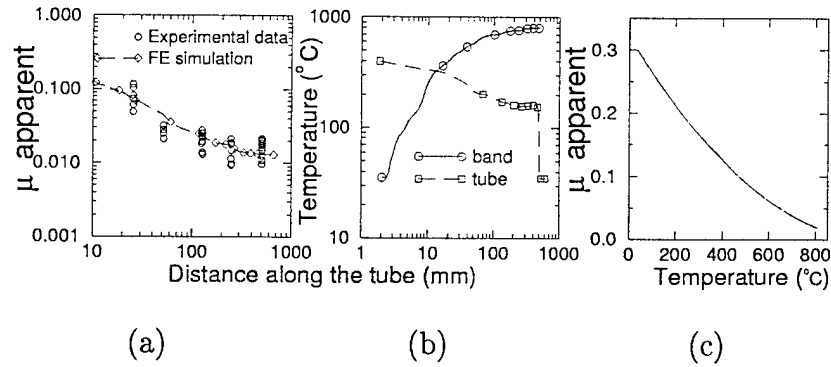 μ apparent
1.000
0.100
0.010
0.001
10
100
1000
Experimental data
FE simulation
Temperature (°C)
1000
100
10
1
10
100
1000
band
tube
Distance along the tube (mm)
μ apparent
0.3
0.2
0.1
0.0
0
200
400
600
800
Temperature (°C)
(a)
(b)
(c)